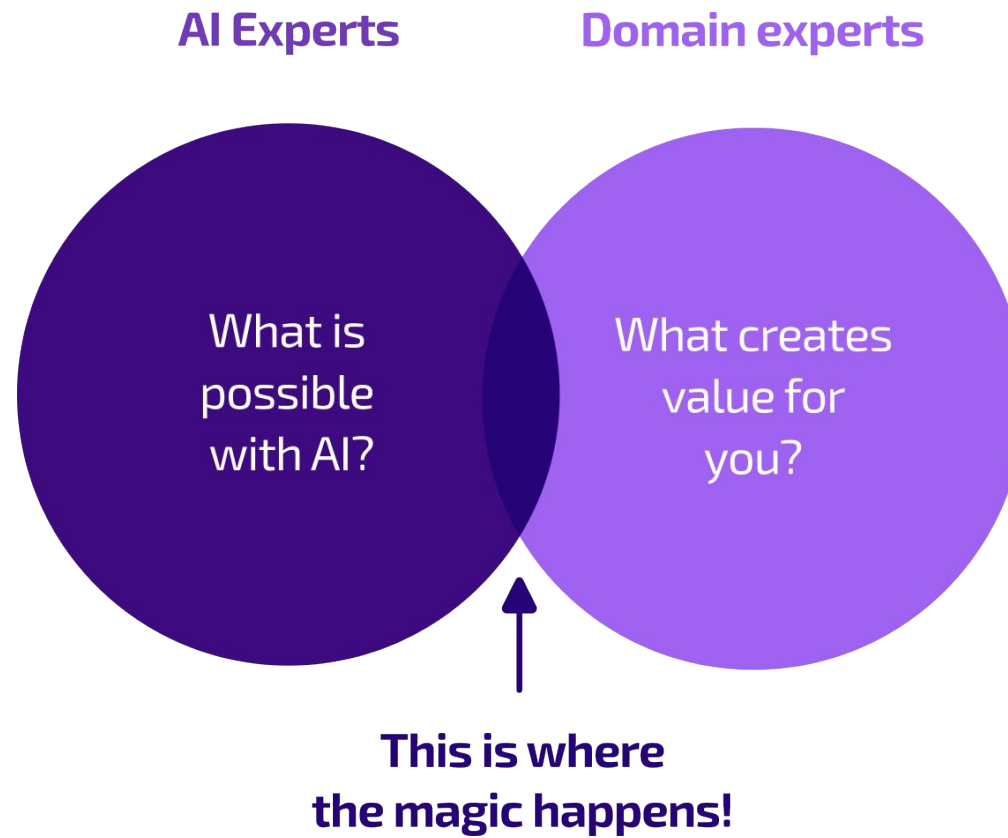 AI Experts
Domain experts
What is
possible
with AI?
What creates
value for
you?
This is where
the magic happens!